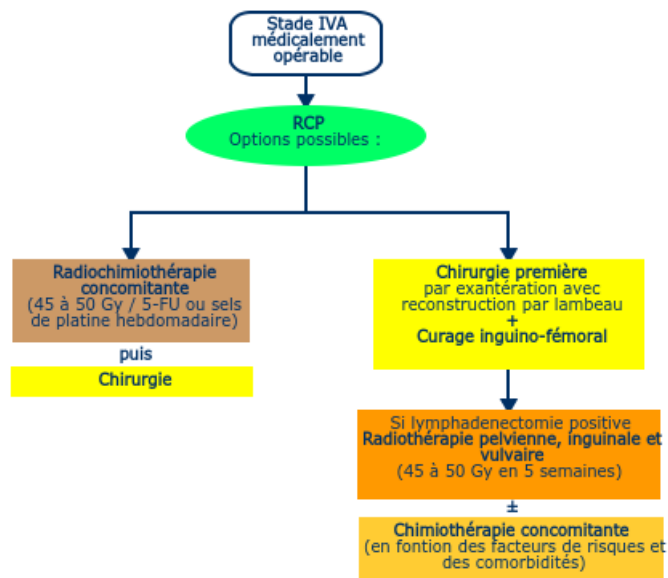 Stade IVA
médicalement
opérable
RCP
Options possibles :
Radiochimiothérapie
concomitante
(45 à 50 Gy / 5-FU ou sels
de platine hebdomadaire)
puis
Chirurgie
Chirurgie première
par exantération avec
reconstruction par lambeau
+
Curage inguino-fémoral
Si lymphadenectomie positive
Radiothérapie pelvienne, inguinale et
vulvaire
(45 à 50 Gy en 5 semaines)
±
Chimiothérapie concomitante
(en fontion des facteurs de risques et
des comorbidités)